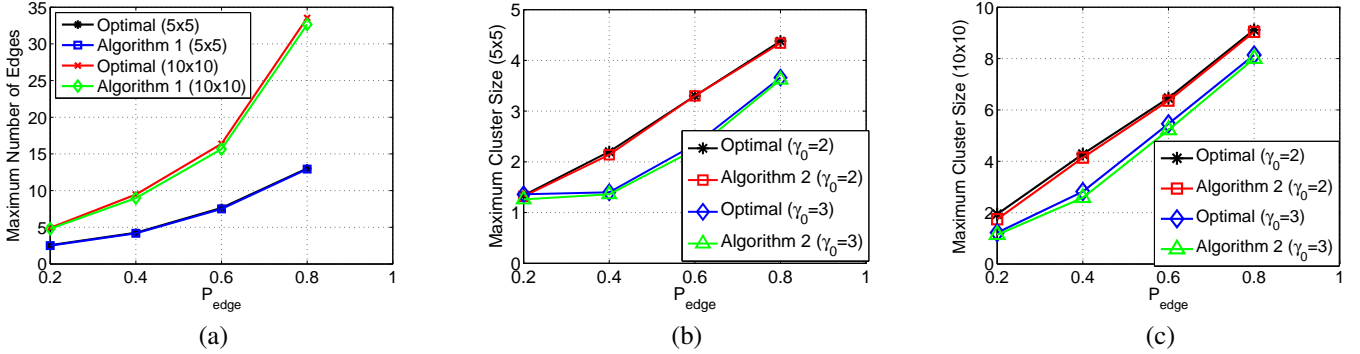 Maximum Number of Edges
35
30
25
20
15
10
5
0
0.2 0.4 0.6 0.8 1
P_edge
Optimal (5x5)
Algorithm 1 (5x5)
Optimal (10x10)
Algorithm 1 (10x10)
(a)
Maximum Cluster Size (5x5)
5
4
3
2
1
0
0.2 0.4 0.6 0.8 1
P_edge
Optimal (γ0=2)
Algorithm 2 (γ0=2)
Optimal (γ0=3)
Algorithm 2 (γ0=3)
(b)
Maximum Cluster Size (10x10)
10
8
6
4
2
0
0.2 0.4 0.6 0.8 1
P_edge
Optimal (γ0=2)
Algorithm 2 (γ0=2)
Optimal (γ0=3)
Algorithm 2 (γ0=3)
(c)